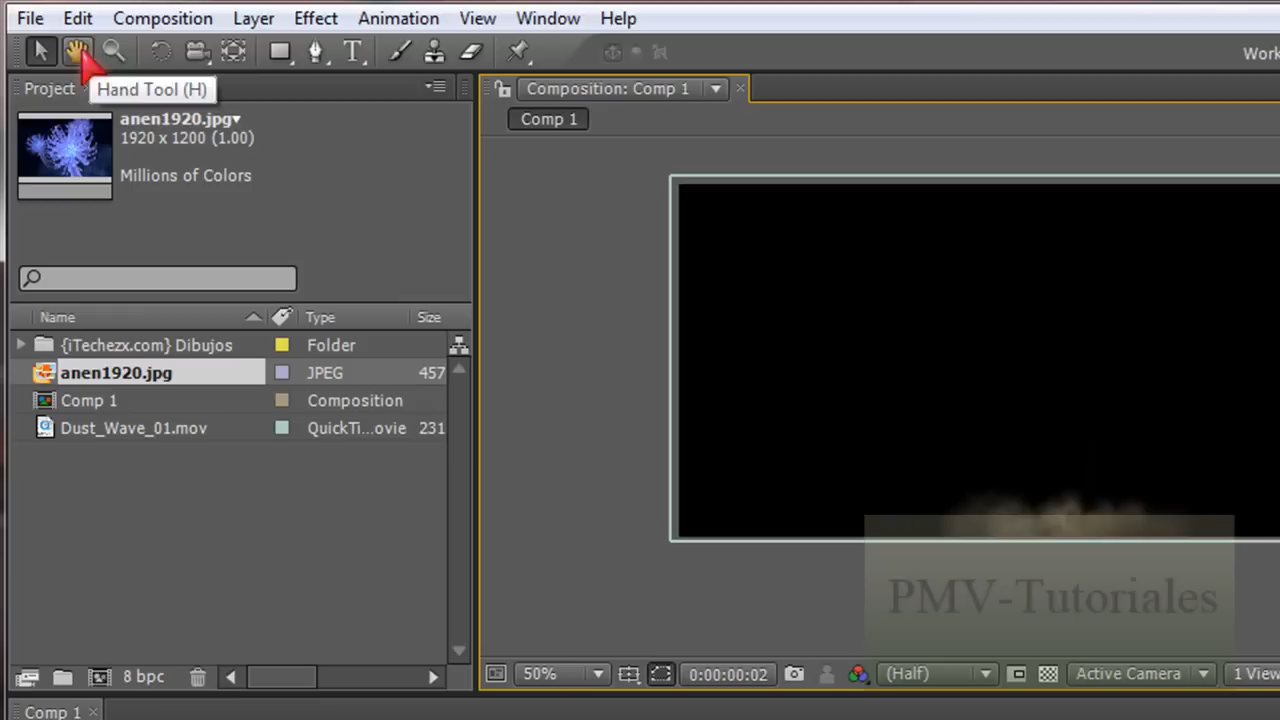 File Edit Composition Layer Effect Animation View Window Help
Work
Hand Tool (H)
Project
Composition: Comp 1
anen1920.jpg
1920 x 1200 (1.00)
Comp 1
Millions of Colors
Name Type Size
{iTechezx.com} Dibujos Folder
anen1920.jpg JPEG 457
Comp 1 Composition
Dust_Wave_01.mov QuickTi...ovie 231
PMV-Tutoriales
8 bpc
50% 0:00:00:02 (Half) Active Camera 1 View
Comp 1